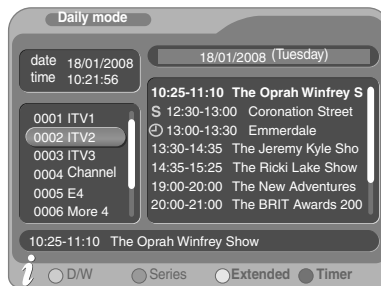 Daily mode
date 18/01/2008
time 10:21:56
18/01/2008 (Tuesday)
0001 ITV1
0002 ITV2
0003 ITV3
0004 Channel
0005 E4
0006 More 4
10:25-11:10 The Oprah Winfrey S
S 12:30-13:00 Coronation Street
13:00-13:30 Emmerdale
13:30-14:35 The Jeremy Kyle Sho
14:35-15:25 The Ricki Lake Show
19:00-20:00 The New Adventures
20:00-21:00 The BRIT Awards 200
10:25-11:10 The Oprah Winfrey Show
i D/W Series Extended Timer